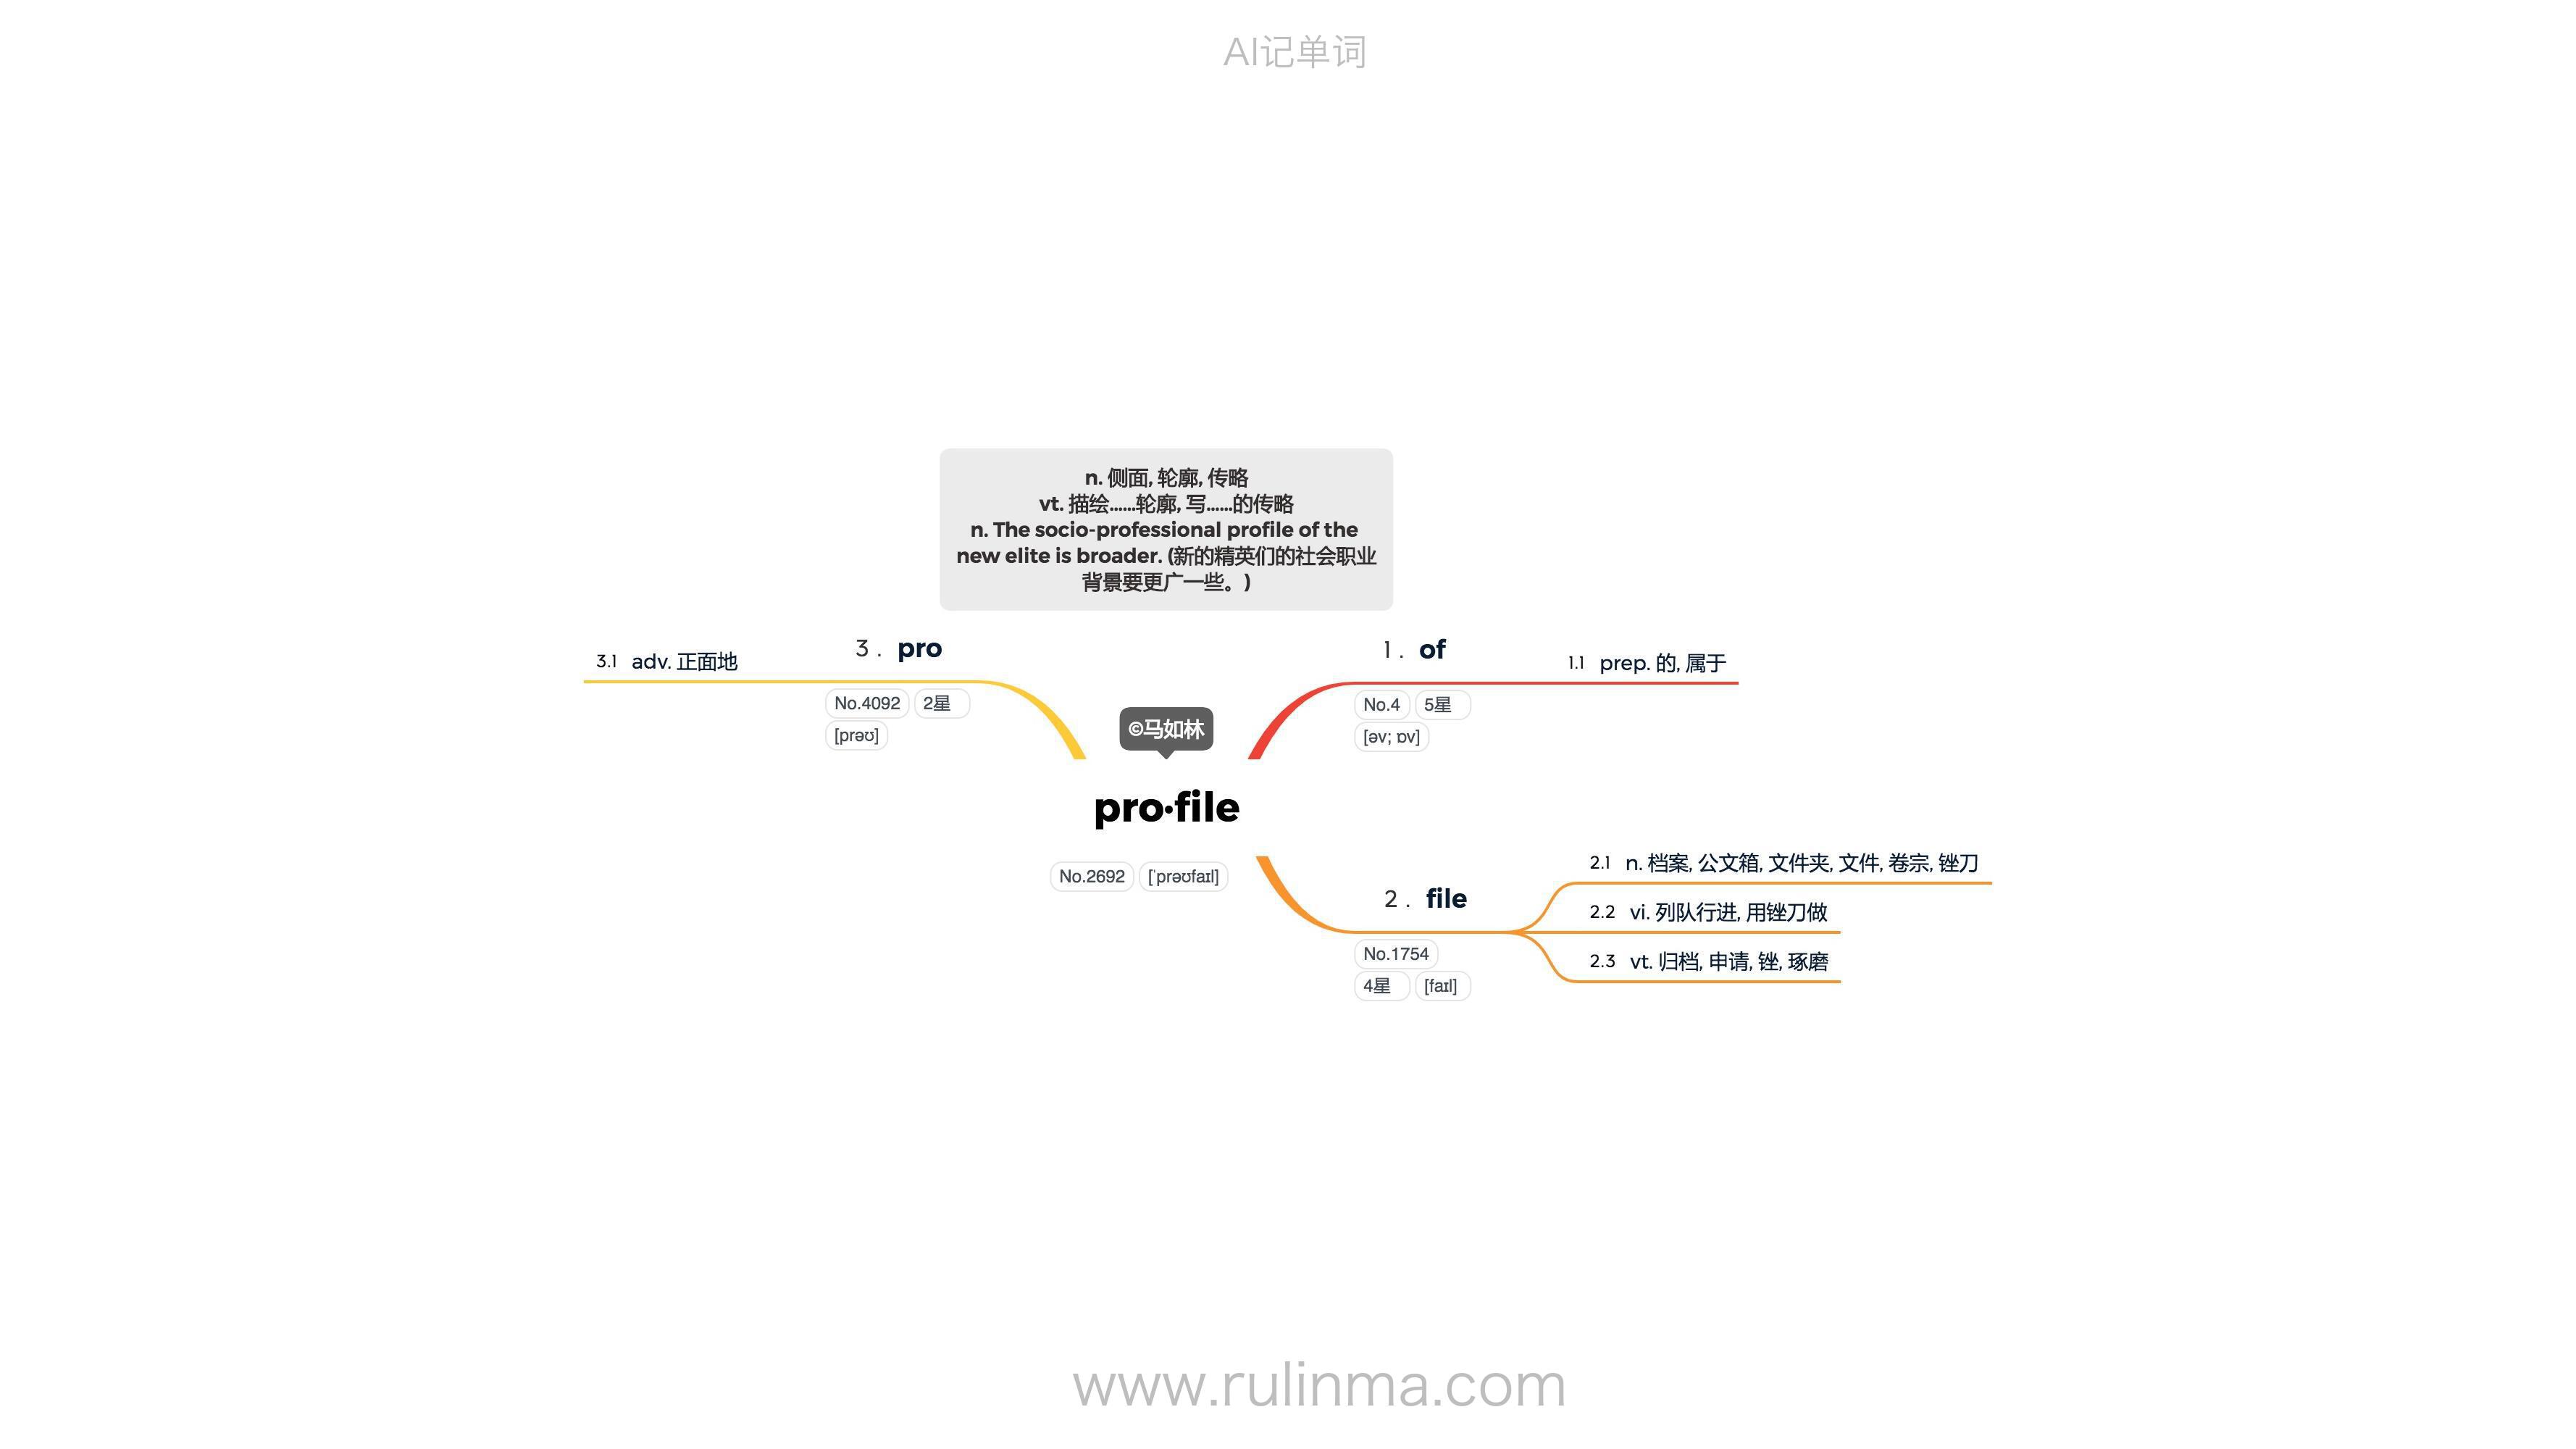 AI记单词
n. 侧面, 轮廓, 传略
vt. 描绘……轮廓, 写……的传略
n. The socio-professional profile of the
new elite is broader. (新的精英们的社会职业
背景要更广一些。)
©马如林
pro·file
No.2692 [ˈprəʊfaɪl]
1 . of
No.4 5星
[əv; ɒv]
1.1 prep. 的, 属于
2 . file
No.1754
4星 [faɪl]
2.1 n. 档案, 公文箱, 文件夹, 文件, 卷宗, 锉刀
2.2 vi. 列队行进, 用锉刀做
2.3 vt. 归档, 申请, 锉, 琢磨
3 . pro
No.4092 2星
[prəʊ]
3.1 adv. 正面地
www.rulinma.com